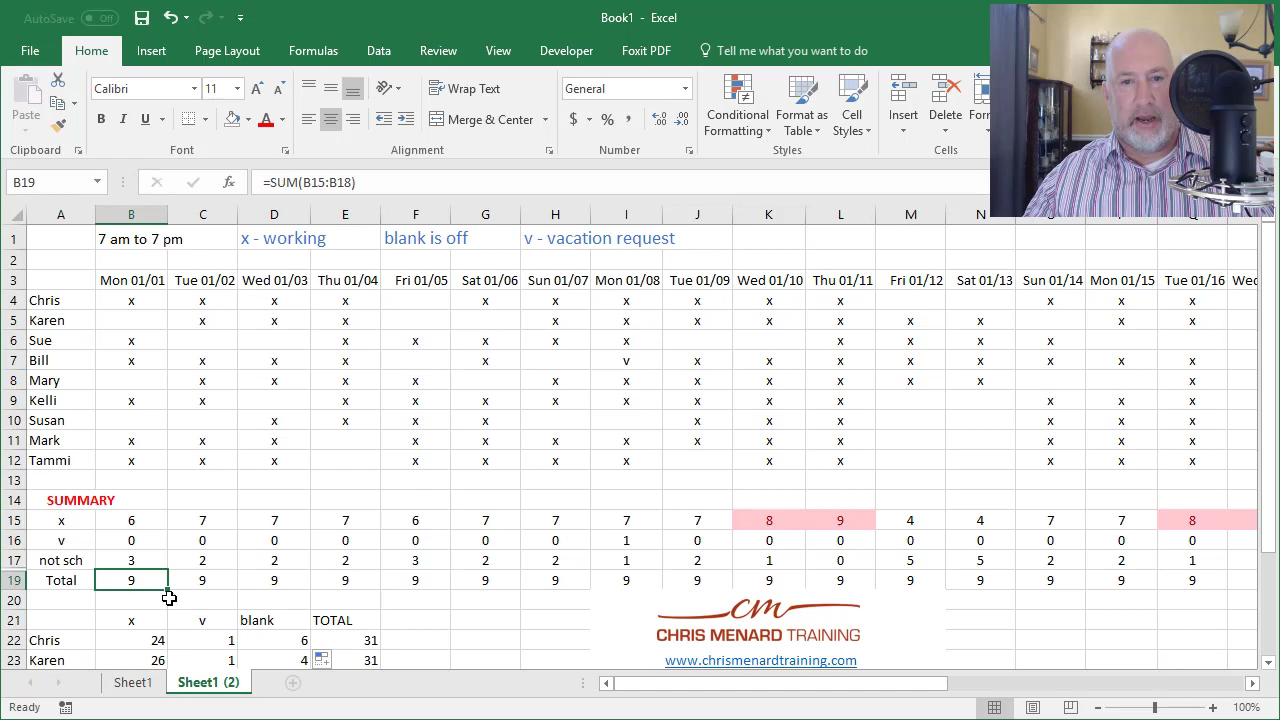 AutoSave Off Book1 - Excel
File Home Insert Page Layout Formulas Data Review View Developer Foxit PDF Tell me what you want to do
Paste Calibri 11 A A Wrap Text General Conditional Formatting Format as Table Cell Styles Insert Delete Form
B I U A Merge & Center $ % ,
Clipboard Font Alignment Number Styles Cells
B19 fx =SUM(B15:B18)
A B C D E F G H I J K L M N
1 7 am to 7 pm x - working blank is off v - vacation request
2
3 Mon 01/01 Tue 01/02 Wed 01/03 Thu 01/04 Fri 01/05 Sat 01/06 Sun 01/07 Mon 01/08 Tue 01/09 Wed 01/10 Thu 01/11 Fri 01/12 Sat 01/13 Sun 01/14 Mon 01/15 Tue 01/16 Wed
4 Chris x x x x x x x x x x x x x
5 Karen x x x x x x x x x x x x
6 Sue x x x x x x x x x x
7 Bill x x x x x v x x x x x x x x
8 Mary x x x x x x x x x x x x
9 Kelli x x x x x x x x x x x x x
10 Susan x x x x x x x x x x
11 Mark x x x x x x x x x x x x
12 Tammi x x x x x x x x x x x x
13
14 SUMMARY
15 x 6 7 7 7 6 7 7 7 7 8 9 4 4 7 7 8
16 v 0 0 0 0 0 0 0 1 0 0 0 0 0 0 0 0
17 not sch 3 2 2 2 3 2 2 1 2 1 0 5 5 2 2 1
19 Total 9 9 9 9 9 9 9 9 9 9 9 9 9 9 9 9
20
21 x v blank TOTAL
22 Chris 24 1 6 31
23 Karen 26 1 4 31
cm
CHRIS MENARD TRAINING
www.chrismenardtraining.com
Sheet1 Sheet1 (2)
Ready 100%